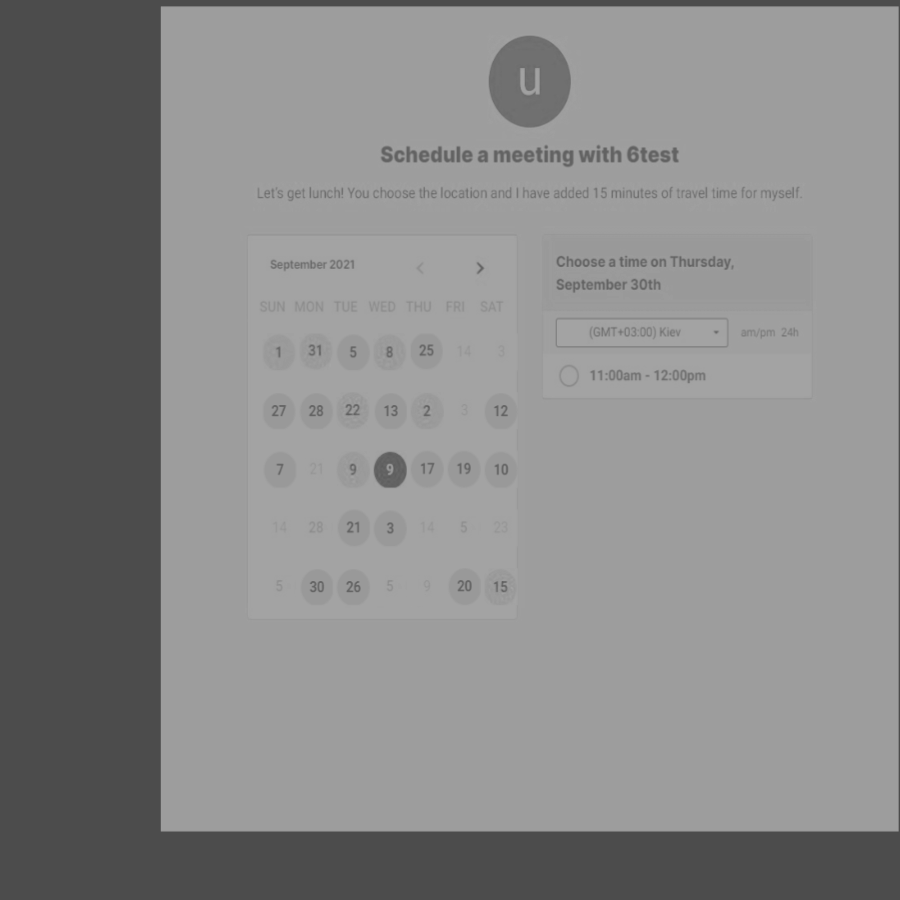 u
Schedule a meeting with 6test
Let's get lunch! You choose the location and I have added 15 minutes of travel time for myself.
September 2021
SUN MON TUE WED THU FRI SAT
1 31 5 8 25 14 3
27 28 22 13 2 3 12
7 21 9 9 17 19 10
14 28 21 3 14 5 23
5 30 26 5 9 20 15
Choose a time on Thursday,
September 30th
(GMT+03:00) Kiev am/pm 24h
11:00am - 12:00pm